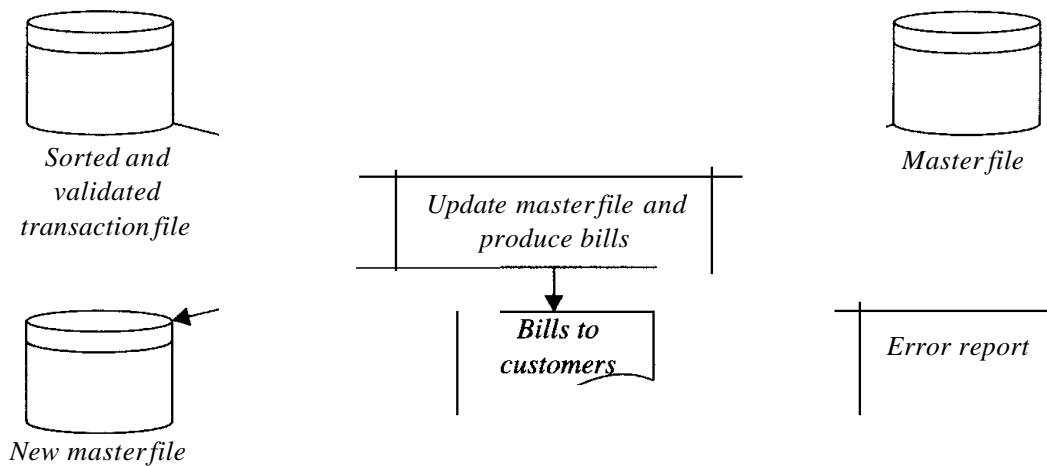 Sorted and
validated
transaction file
Master file
Update master file and
produce bills
Bills to
customers
Error report
New master file